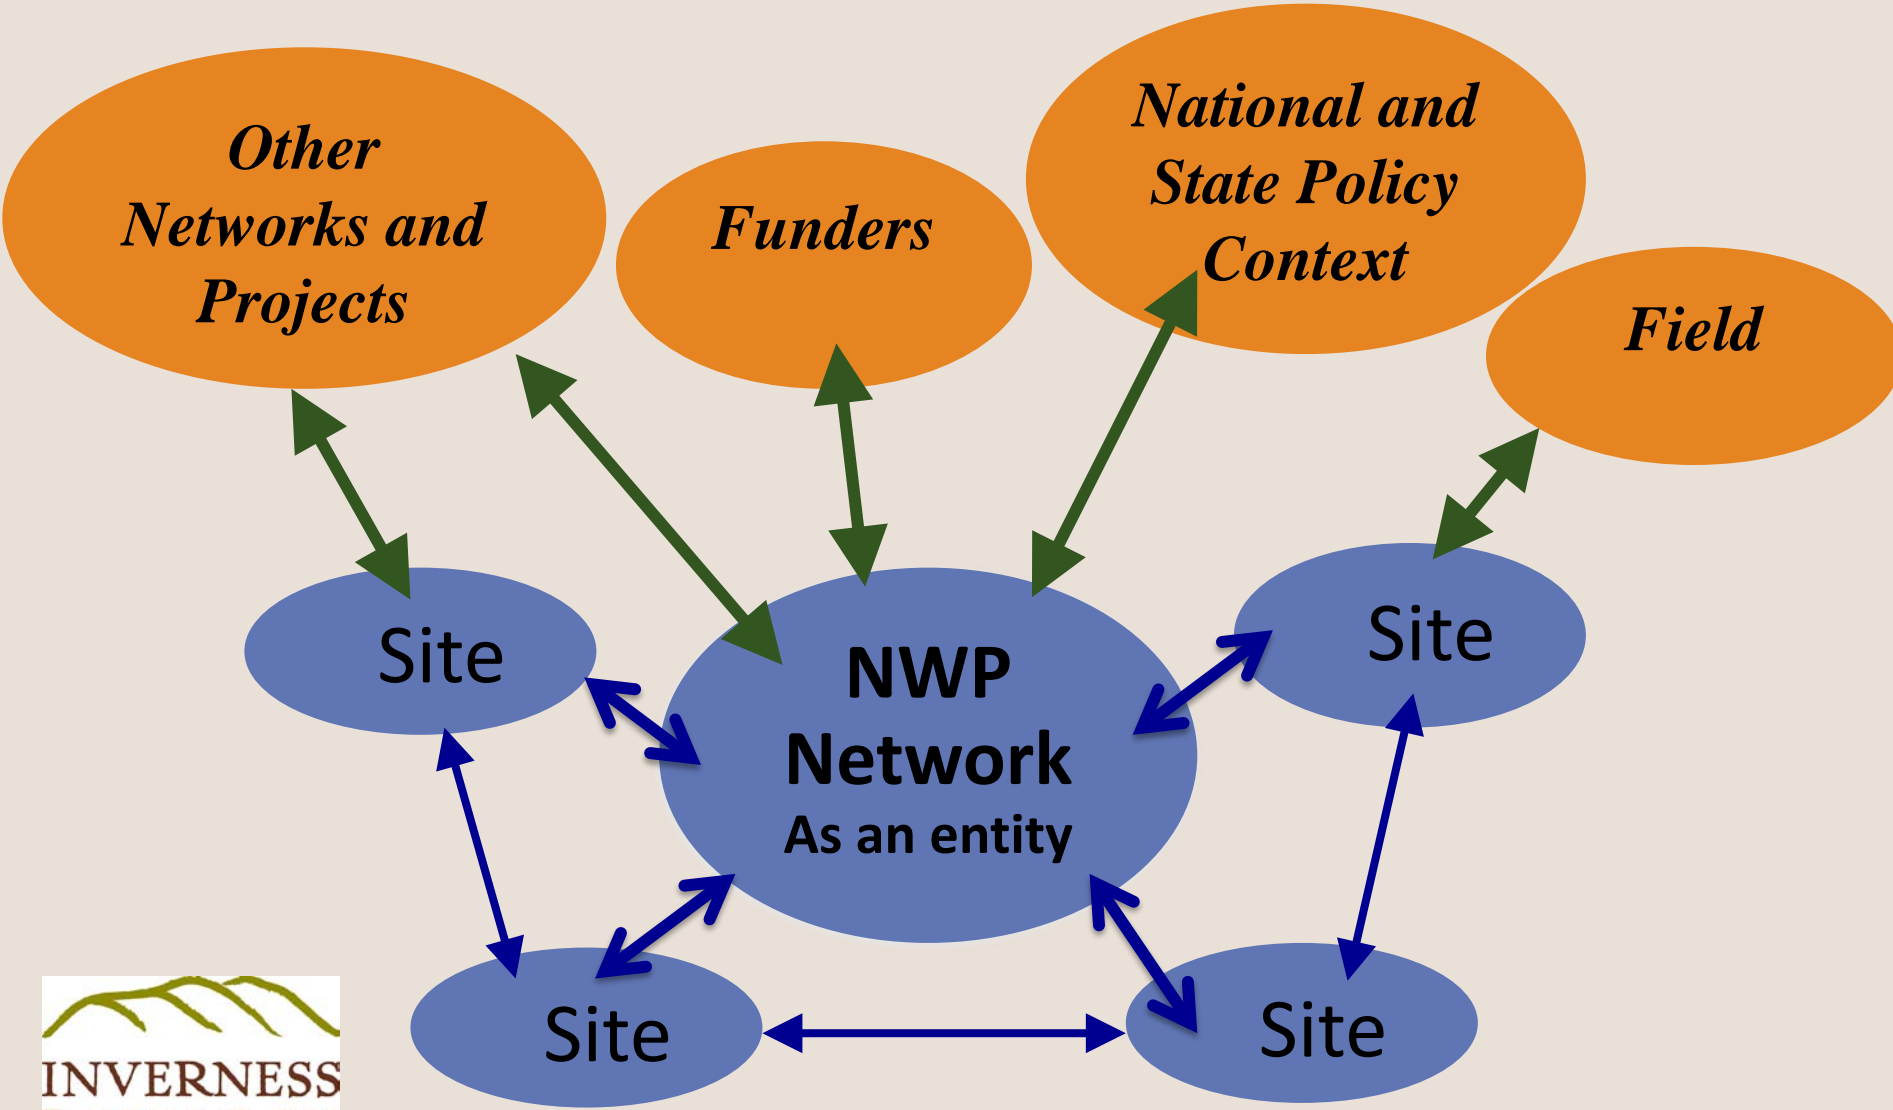 Other
Networks and
Projects
Funders
National and
State Policy
Context
Field
Site
NWP
Network
As an entity
Site
Site
Site
INVERNESS